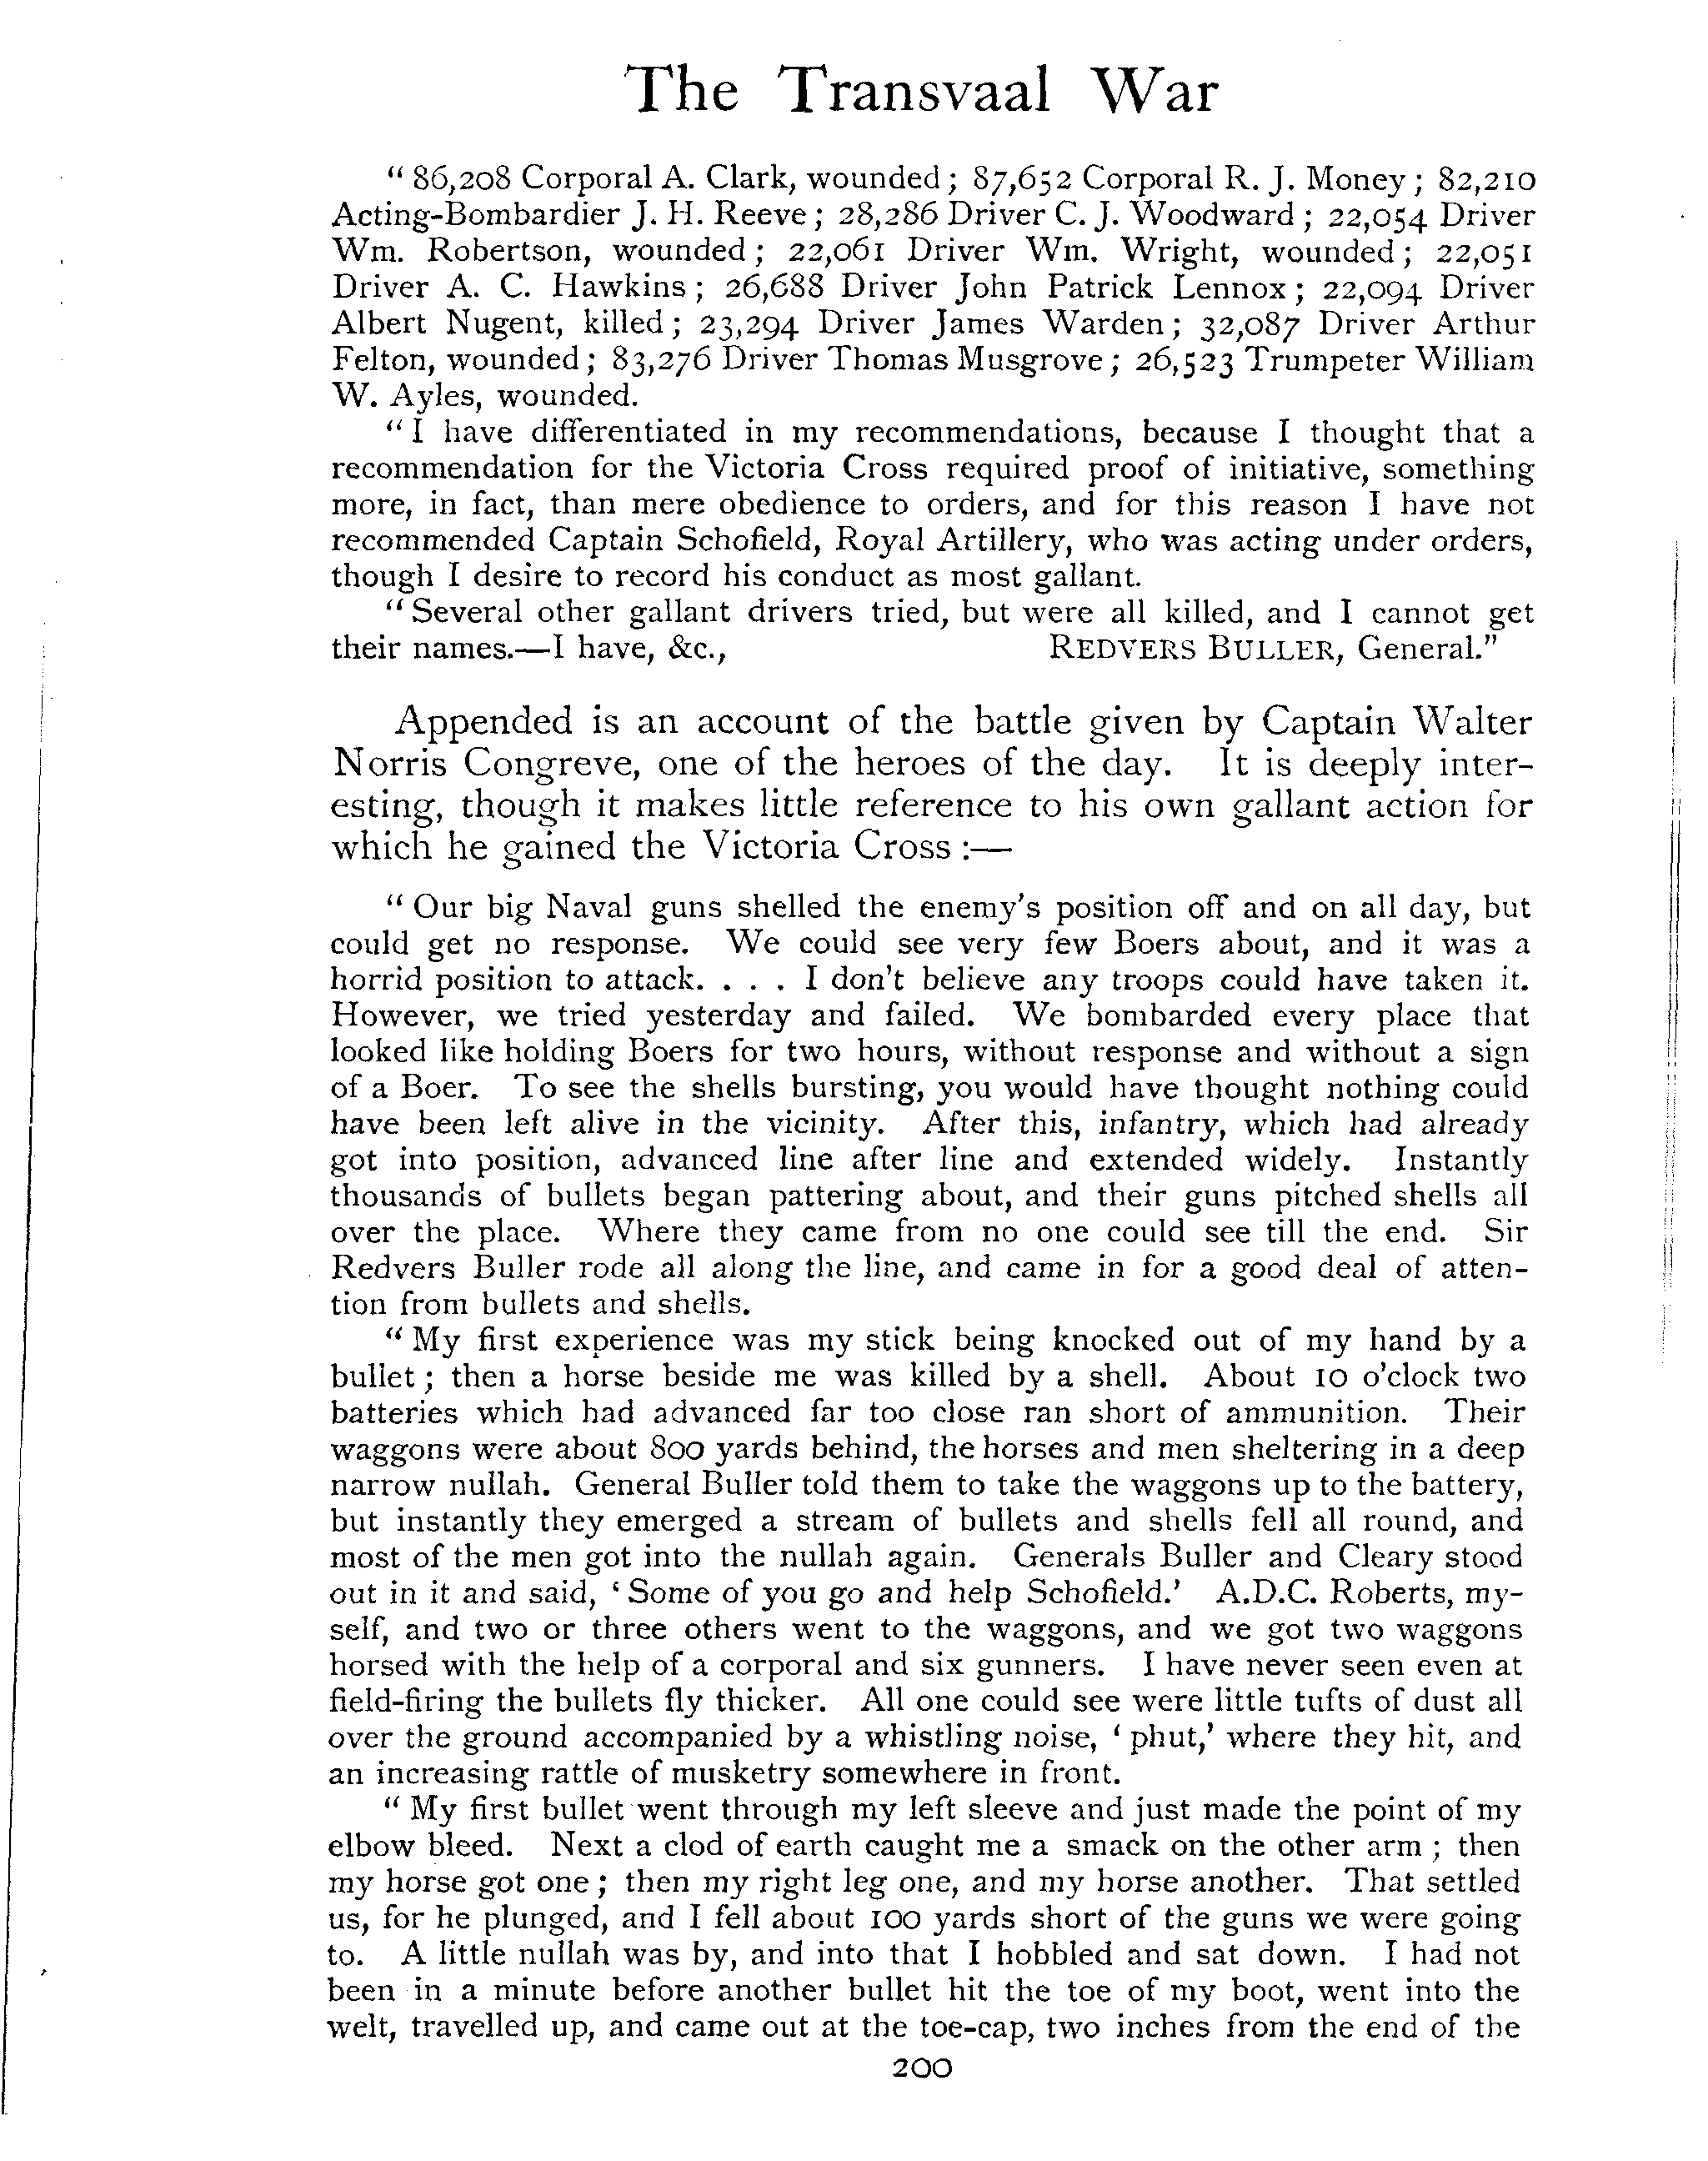 The Transvaal War
“ 86,208 Corporal A. Clark, wounded ; 87,652 Corporal R. J. Money ; 82,210
Acting-Bombardier J. H. Reeve ; 28,286 Driver C. J. Woodward ; 22,054 Driver
Wm. Robertson, wounded ; 22,061 Driver Wm. Wright, wounded ; 22,051
Driver A. C. Hawkins ; 26,688 Driver John Patrick Lennox ; 22,094 Driver
Albert Nugent, killed ; 23,294 Driver James Warden ; 32,087 Driver Arthur
Felton, wounded ; 83,276 Driver Thomas Musgrove ; 26,523 Trumpeter William
W. Ayles, wounded.
“ I have differentiated in my recommendations, because I thought that a
recommendation for the Victoria Cross required proof of initiative, something
more, in fact, than mere obedience to orders, and for this reason I have not
recommended Captain Schofield, Royal Artillery, who was acting under orders,
though I desire to record his conduct as most gallant.
“ Several other gallant drivers tried, but were all killed, and I cannot get
their names.—I have, &c., REDVERS BULLER, General.”
Appended is an account of the battle given by Captain Walter
Norris Congreve, one of the heroes of the day. It is deeply inter-
esting, though it makes little reference to his own gallant action for
which he gained the Victoria Cross :—
“ Our big Naval guns shelled the enemy's position off and on all day, but
could get no response. We could see very few Boers about, and it was a
horrid position to attack. . . . I don't believe any troops could have taken it.
However, we tried yesterday and failed. We bombarded every place that
looked like holding Boers for two hours, without response and without a sign
of a Boer. To see the shells bursting, you would have thought nothing could
have been left alive in the vicinity. After this, infantry, which had already
got into position, advanced line after line and extended widely. Instantly
thousands of bullets began pattering about, and their guns pitched shells all
over the place. Where they came from no one could see till the end. Sir
Redvers Buller rode all along the line, and came in for a good deal of atten-
tion from bullets and shells.
“ My first experience was my stick being knocked out of my hand by a
bullet ; then a horse beside me was killed by a shell. About 10 o'clock two
batteries which had advanced far too close ran short of ammunition. Their
waggons were about 800 yards behind, the horses and men sheltering in a deep
narrow nullah. General Buller told them to take the waggons up to the battery,
but instantly they emerged a stream of bullets and shells fell all round, and
most of the men got into the nullah again. Generals Buller and Cleary stood
out in it and said, ‘ Some of you go and help Schofield.’ A.D.C. Roberts, my-
self, and two or three others went to the waggons, and we got two waggons
horsed with the help of a corporal and six gunners. I have never seen even at
field-firing the bullets fly thicker. All one could see were little tufts of dust all
over the ground accompanied by a whistling noise, ‘ phut,’ where they hit, and
an increasing rattle of musketry somewhere in front.
“ My first bullet went through my left sleeve and just made the point of my
elbow bleed. Next a clod of earth caught me a smack on the other arm ; then
my horse got one ; then my right leg one, and my horse another. That settled
us, for he plunged, and I fell about 100 yards short of the guns we were going
to. A little nullah was by, and into that I hobbled and sat down. I had not
been in a minute before another bullet hit the toe of my boot, went into the
welt, travelled up, and came out at the toe-cap, two inches from the end of the
200